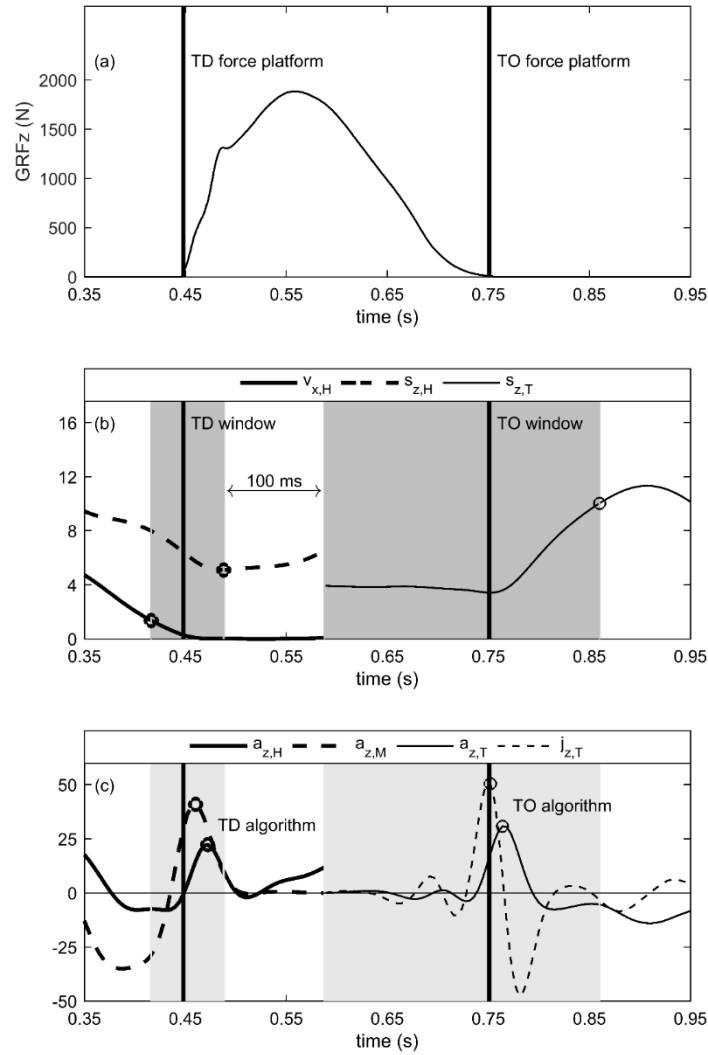 (a)
TD force platform
TO force platform
GRFz (N)
2000
1500
1000
500
0
0.35 0.45 0.55 0.65 0.75 0.85 0.95
time (s)
v x,H s z,H s z,T
(b)
TD window
TO window
100 ms
16
12
8
4
0
0.35 0.45 0.55 0.65 0.75 0.85 0.95
time (s)
a z,H a z,M a z,T j z,T
(c)
TD algorithm
TO algorithm
50
25
0
-25
-50
0.35 0.45 0.55 0.65 0.75 0.85 0.95
time (s)